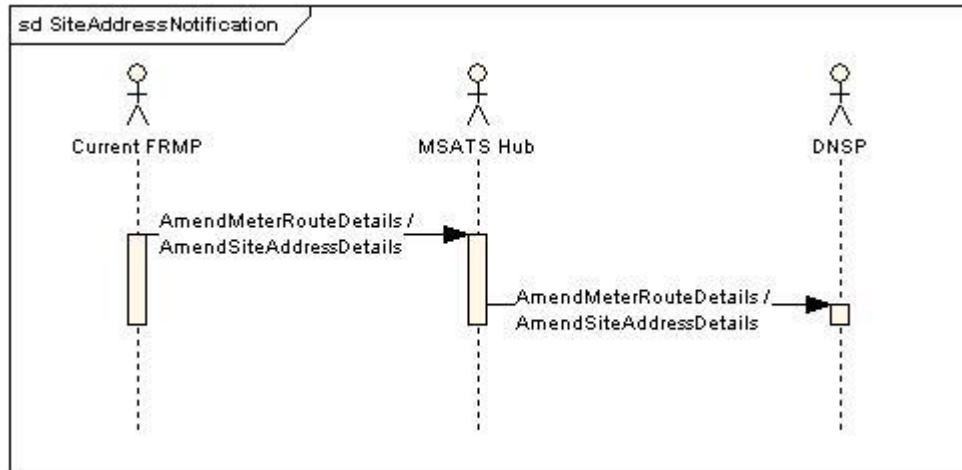 sd SiteAddressNotification
Current FRMP
MSATS Hub
DNSP
AmendMeterRouteDetails /
AmendSiteAddressDetails
AmendMeterRouteDetails /
AmendSiteAddressDetails